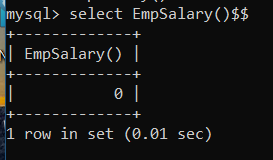 mysql> select EmpSalary()$$
+-------------+
| EmpSalary() |
+-------------+
|           0 |
+-------------+
1 row in set (0.01 sec)